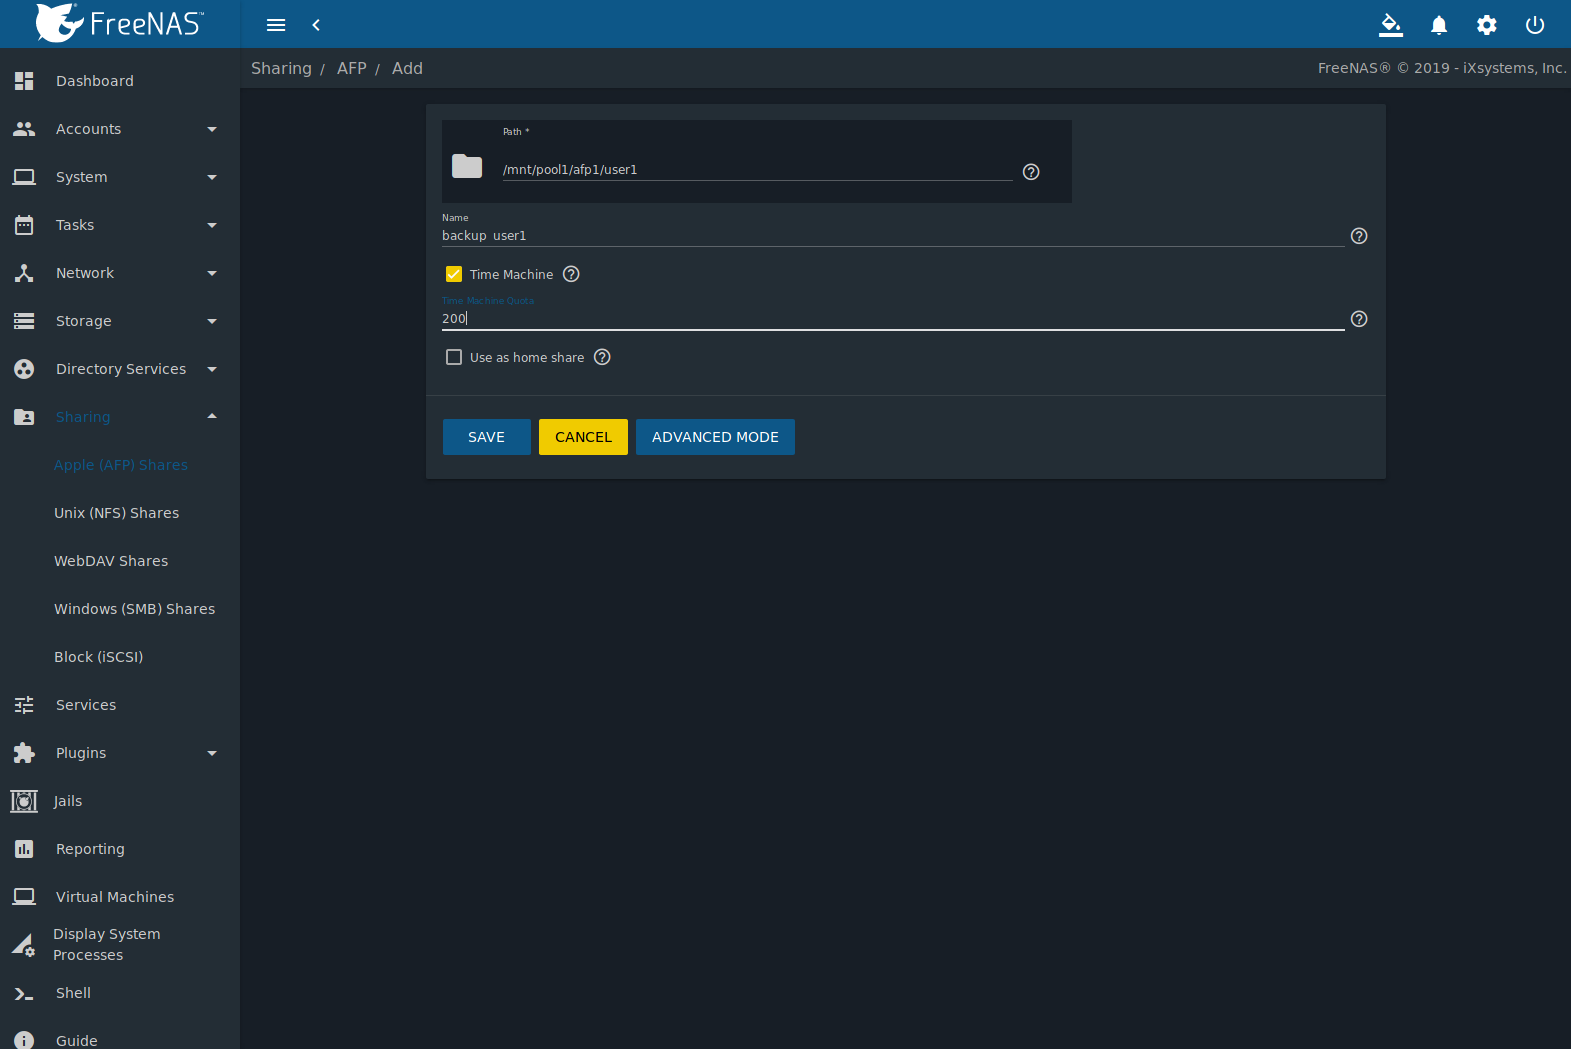 FreeNAS™
Sharing / AFP / Add
FreeNAS® © 2019 - iXsystems, Inc.
Dashboard
Accounts
System
Tasks
Network
Storage
Directory Services
Sharing
Apple (AFP) Shares
Unix (NFS) Shares
WebDAV Shares
Windows (SMB) Shares
Block (iSCSI)
Services
Plugins
Jails
Reporting
Virtual Machines
Display System
Processes
Shell
Guide
Path *
/mnt/pool1/afp1/user1
Name
backup_user1
Time Machine
Time Machine Quota
200
Use as home share
SAVE
CANCEL
ADVANCED MODE